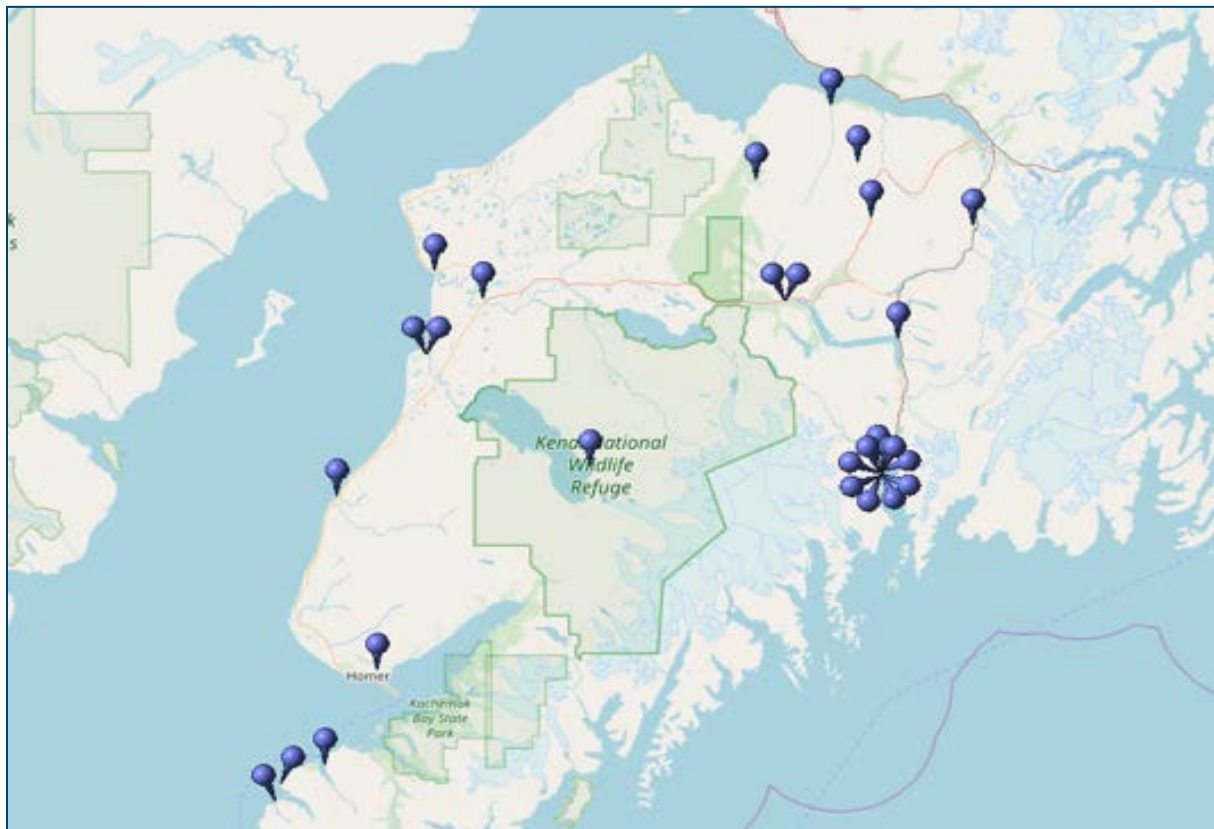 Kenai National
Wildlife
Refuge
Homer
Kachemak
Bay State
Park